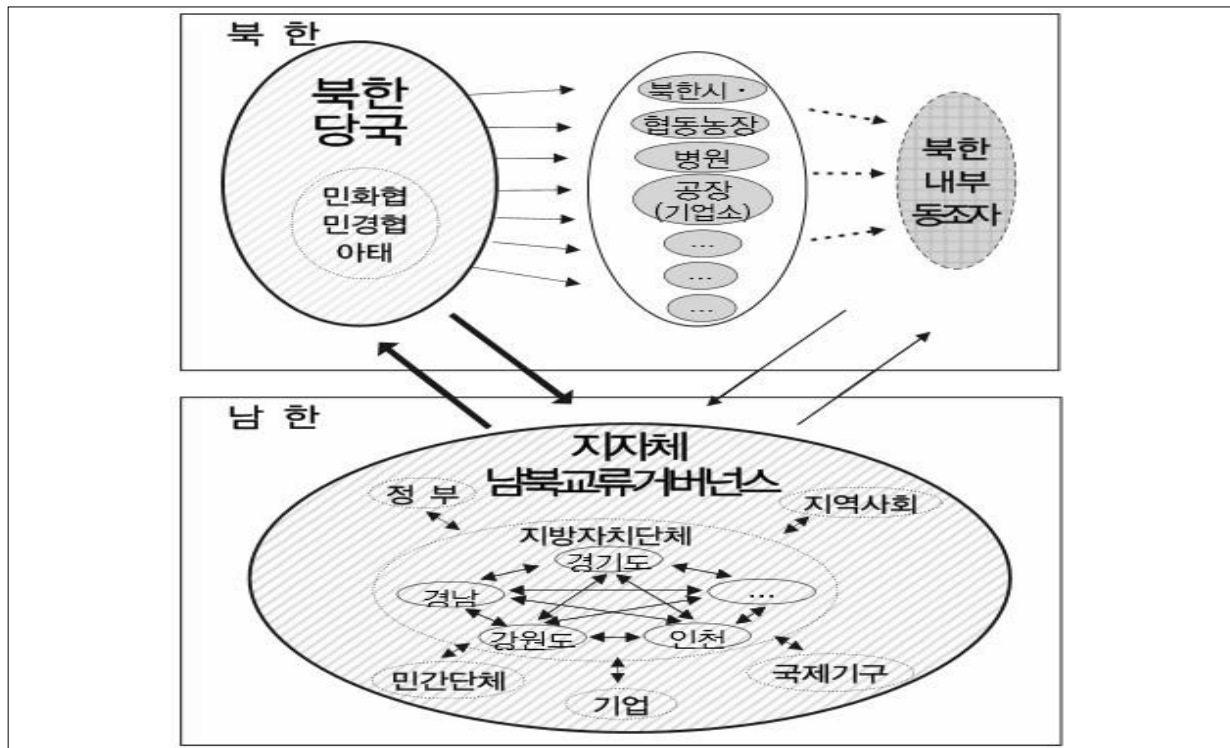 북 한
북한
당국
민화협
민경협
아태
북한시·
협동농장
병원
공장
(기업소)
...
...
...
북한
내부
동조자
남 한
지자체
남북교류거버넌스
정 부
지역사회
지방자치단체
경기도
경남
...
강원도
인천
민간단체
기업
국제기구